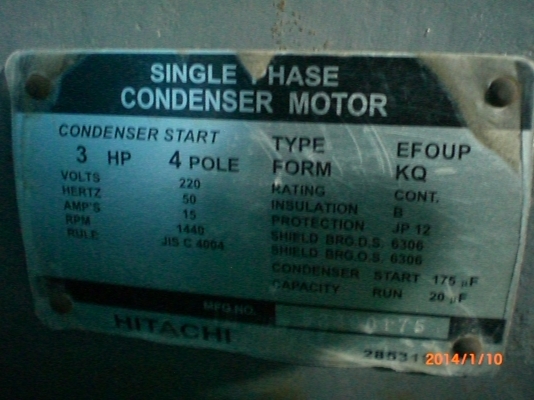 SINGLE PHASE
CONDENSER MOTOR
CONDENSER START
3 HP 4 POLE
VOLTS 220
HERTZ 50
AMP'S 15
RPM 1440
RULE JIS C 4004
TYPE EFOUP
FORM KQ
RATING CONT.
INSULATION B
PROTECTION JP 12
SHIELD BRG.D.S. 6306
SHIELD BRG.O.S. 6306
CONDENSER START 175 µF
CAPACITY RUN 20 µF
MFG.NO. 0176
HITACHI
2014/1/10